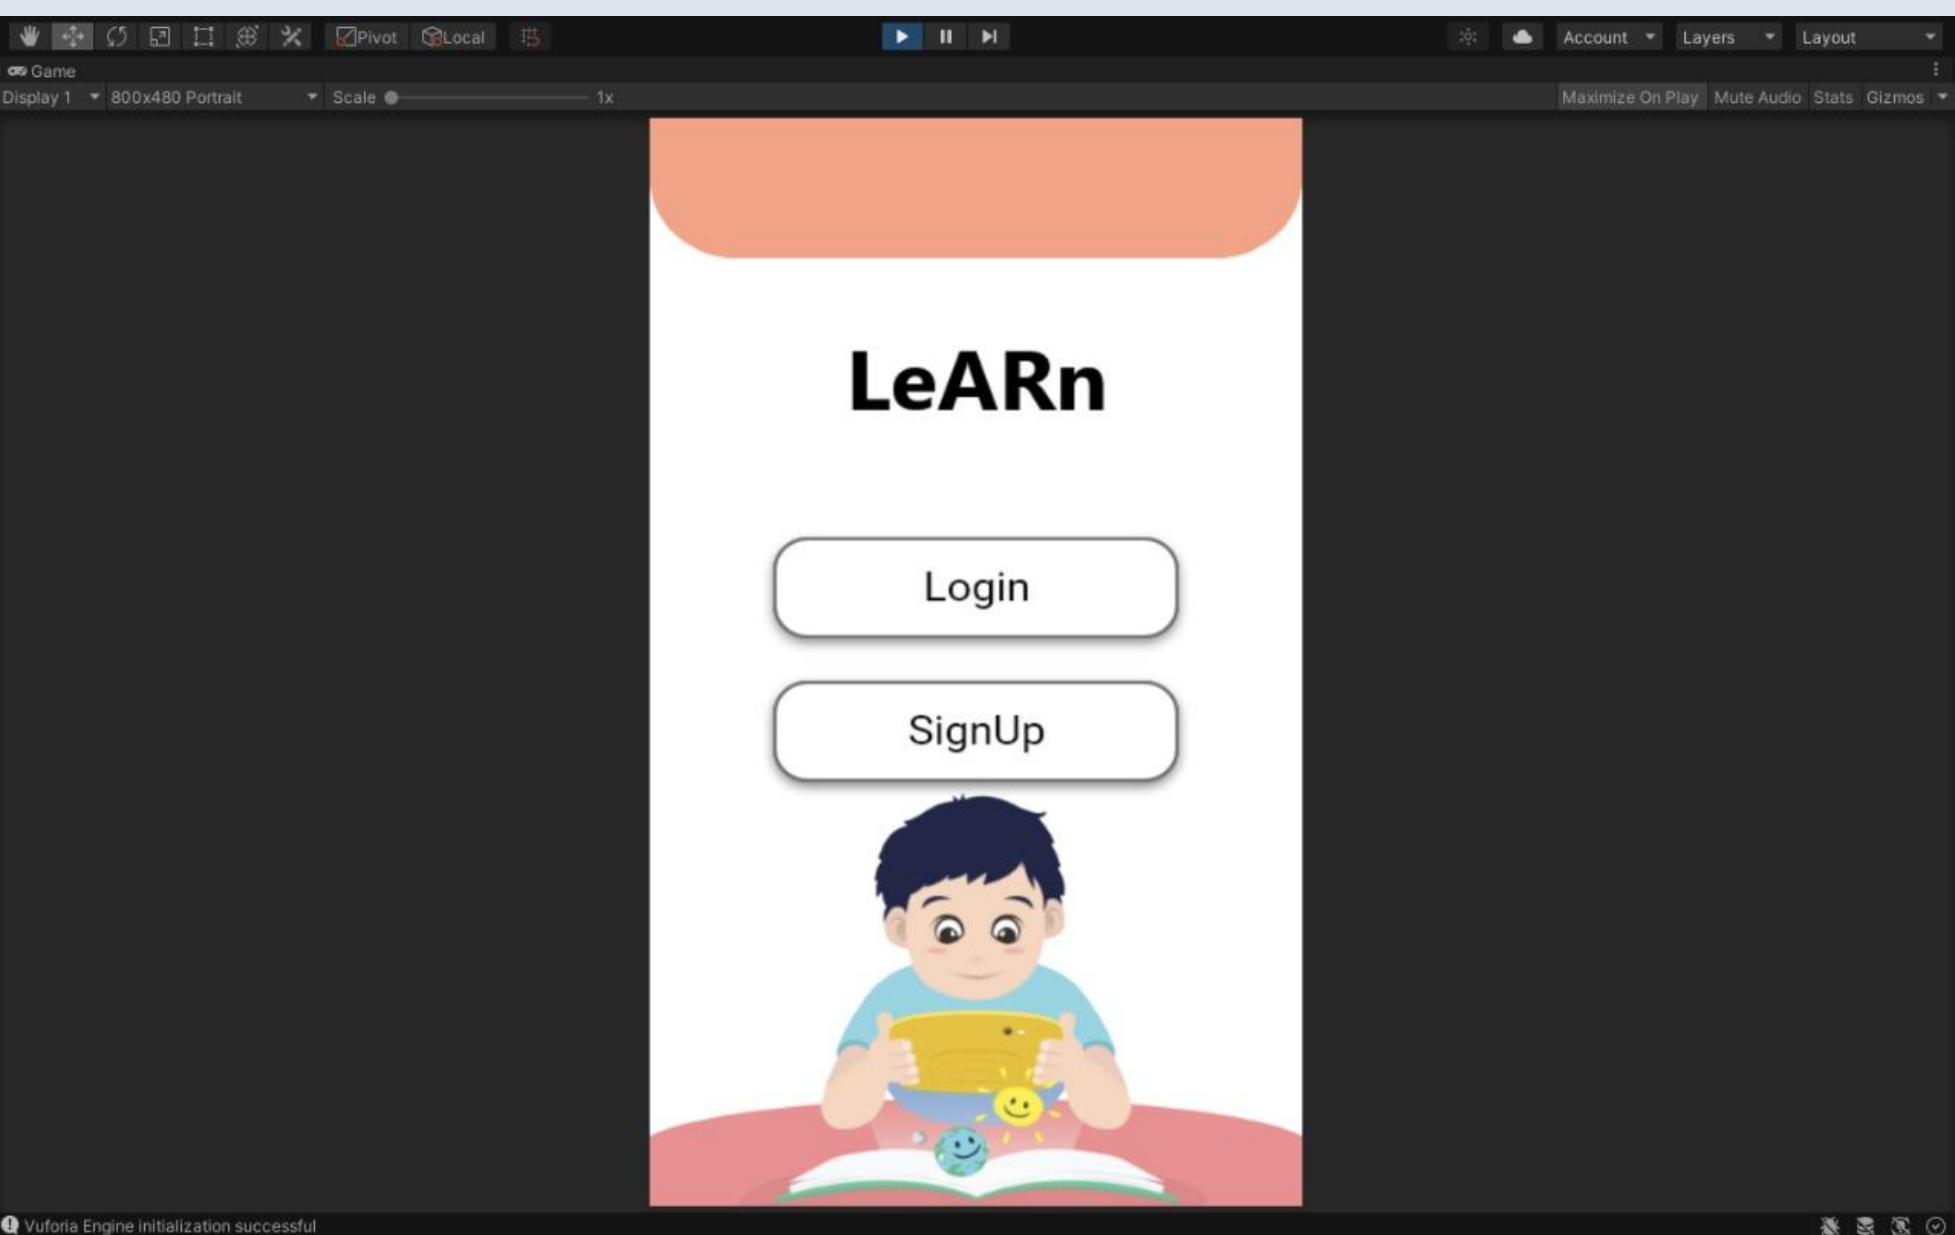 Pivot Local Account Layers Layout
Game
Display 1 800x480 Portrait Scale 1x Maximize On Play Mute Audio Stats Gizmos
LeARn
Login
SignUp
Vuforia Engine initialization successful